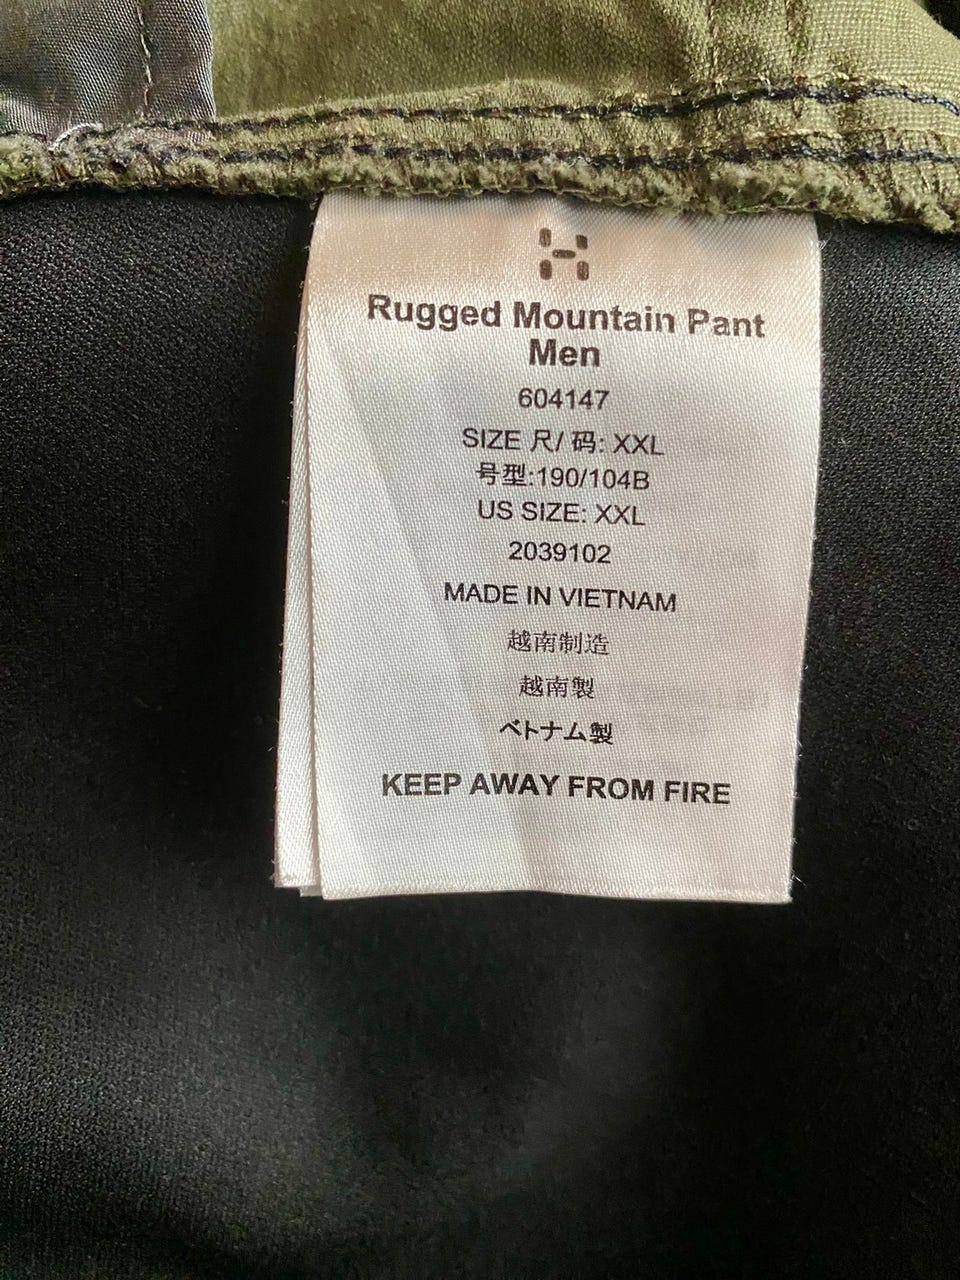 Rugged Mountain Pant
Men
604147
SIZE 尺/ 码: XXL
号型:190/104B
US SIZE: XXL
2039102
MADE IN VIETNAM
越南制造
越南製
ベトナム製
KEEP AWAY FROM FIRE